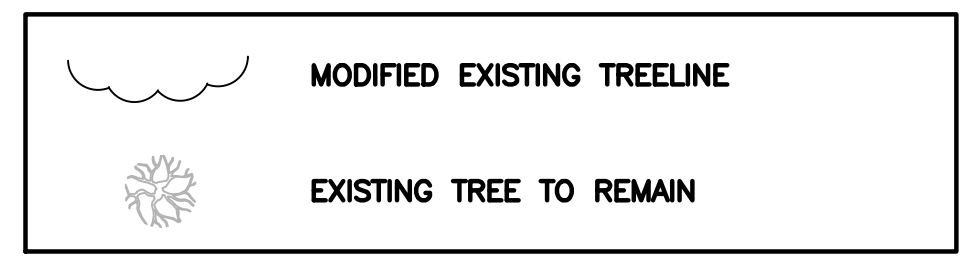 MODIFIED EXISTING TREELINE
EXISTING TREE TO REMAIN